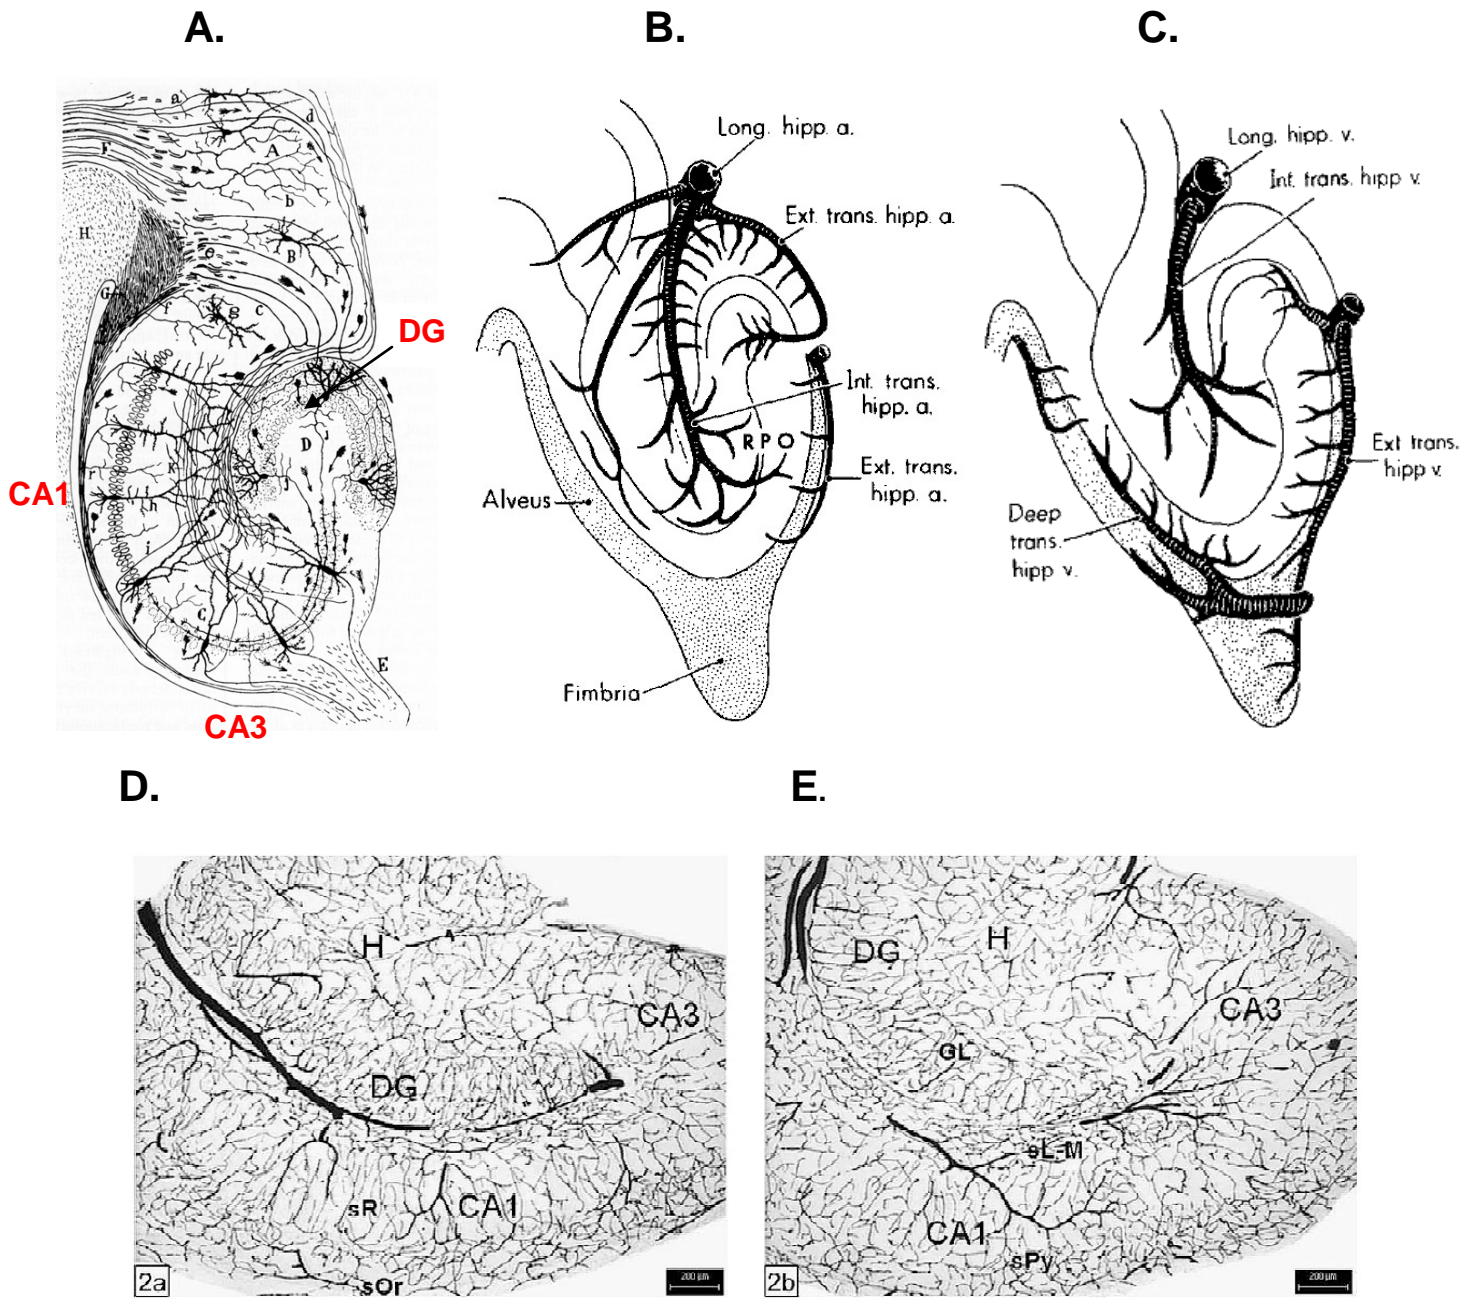 A.
B.
C.
a
d
F
A
b
H
B
e
G
f
g
c
DG
D
K
r
h
i
CA1
C
E
CA3
Long. hipp. a.
Ext. trans. hipp. a.
Int. trans.
hipp. a.
R P O
Ext. trans.
hipp. a.
Alveus
Fimbria
Long. hipp. v.
Int. trans. hipp v.
Ext trans.
hipp v.
Deep
trans.
hipp v.
D.
E.
H
CA3
DG
sR
CA1
sOr
2a
200 µm
DG
H
CA3
GL
sL-M
CA1
sPy
2b
200 µm